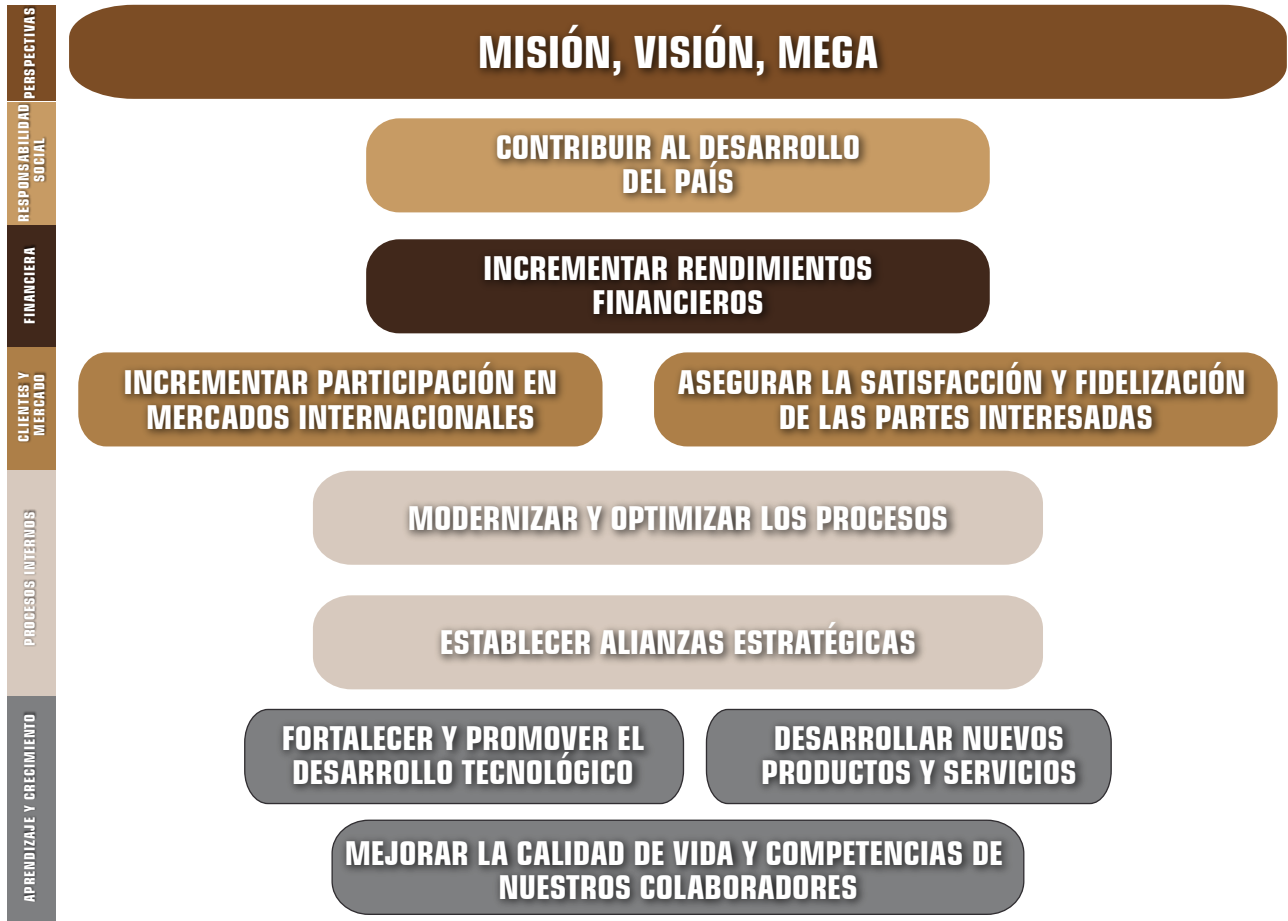 PERSPECTIVAS
MISIÓN, VISIÓN, MEGA
RESPONSABILIDAD
SOCIAL
CONTRIBUIR AL DESARROLLO
DEL PAÍS
FINANCIERA
INCREMENTAR RENDIMIENTOS
FINANCIEROS
CLIENTES Y
MERCADO
INCREMENTAR PARTICIPACIÓN EN
MERCADOS INTERNACIONALES
ASEGURAR LA SATISFACCIÓN Y FIDELIZACIÓN
DE LAS PARTES INTERESADAS
PROCESOS INTERNOS
MODERNIZAR Y OPTIMIZAR LOS PROCESOS
ESTABLECER ALIANZAS ESTRATÉGICAS
APRENDIZAJE Y CRECIMIENTO
FORTALECER Y PROMOVER EL
DESARROLLO TECNOLÓGICO
DESARROLLAR NUEVOS
PRODUCTOS Y SERVICIOS
MEJORAR LA CALIDAD DE VIDA Y COMPETENCIAS DE
NUESTROS COLABORADORES